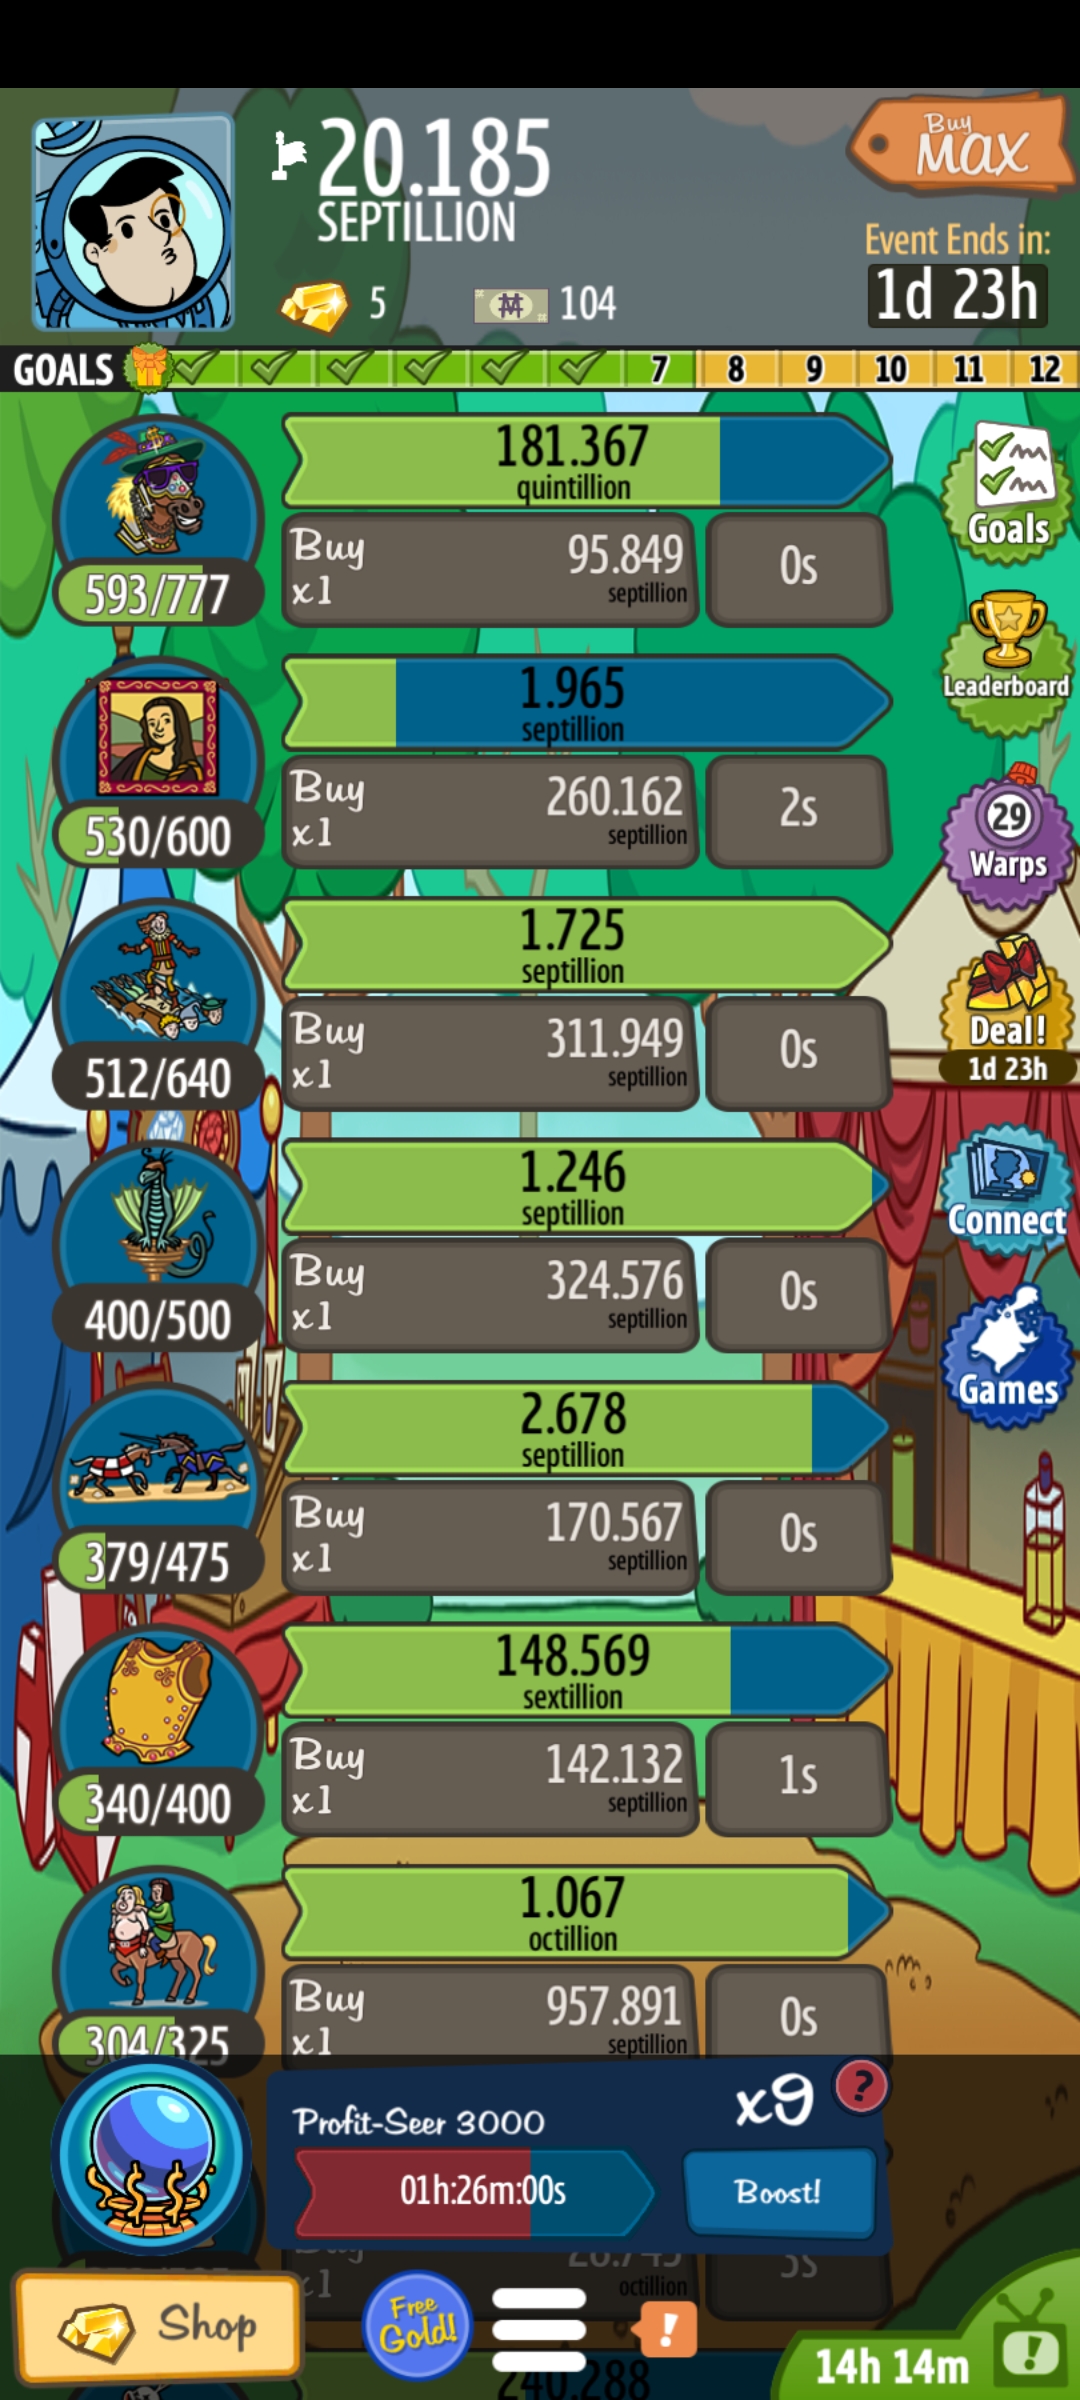 20.185
SEPTILLION
Buy
MAX
Event Ends in:
1d 23h
5
104
GOALS
7
8
9
10
11
12
181.367
quintillion
Buy
x1
95.849
septillion
0s
593/777
Goals
1.965
septillion
Buy
x1
260.162
septillion
2s
530/600
Leaderboard
1.725
septillion
Buy
x1
311.949
septillion
0s
512/640
29
Warps
Deal!
1d 23h
1.246
septillion
Buy
x1
324.576
septillion
0s
400/500
Connect
Games
2.678
septillion
Buy
x1
170.567
septillion
0s
379/475
148.569
sextillion
Buy
x1
142.132
septillion
1s
340/400
1.067
octillion
Buy
x1
957.891
septillion
0s
304/325
Profit-Seer 3000
x9
?
01h:26m:00s
Boost!
Buy
x1
octillion
Shop
Free
Gold!
!
240.288
14h 14m
!